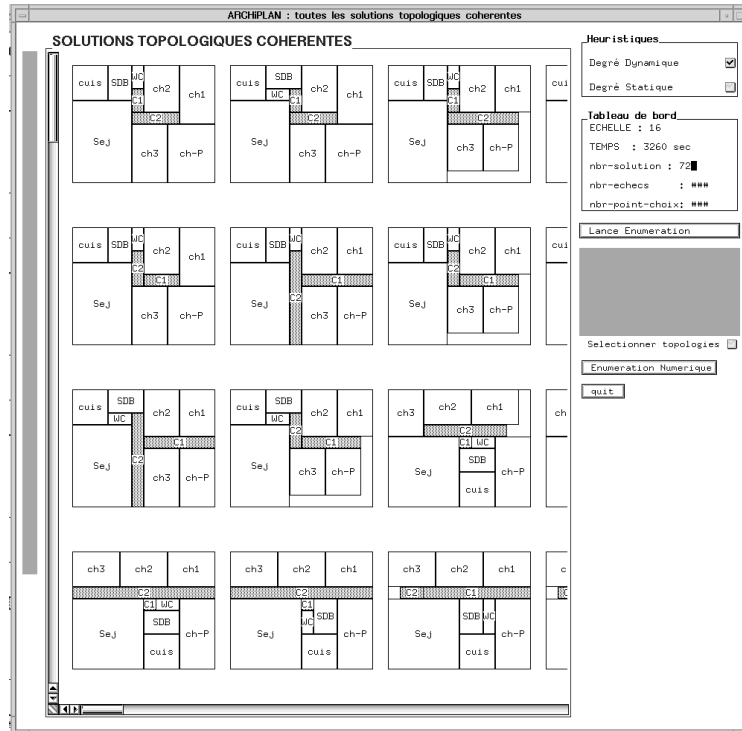 ARCHiPLAN : toutes les solutions topologiques coherentes
SOLUTIONS TOPOLOGIQUES COHERENTES
cuis SDB WC ch2 ch1 C1 C2 Sej ch3 ch-P
cuis SDB WC C1 ch2 ch1 C2 Sej ch3 ch-P
cuis SDB WC C1 ch2 ch1 C2 Sej ch3 ch-P
cui
cuis SDB WC ch2 ch1 C2 C1 Sej ch3 ch-P
cuis SDB WC ch2 ch1 C1 C2 Sej ch3 ch-P
cuis SDB WC ch2 ch1 C2 C1 Sej ch3 ch-P
cui
cuis SDB WC ch2 ch1 C1 C2 Sej ch3 ch-P
cuis SDB WC ch2 ch1 C2 C1 Sej ch3 ch-P
ch3 ch2 ch1 C2 C1 WC SDB Sej ch-P cuis
ch
ch3 ch2 ch1 C2 C1 WC SDB Sej ch-P cuis
ch3 ch2 ch1 C2 C1 WC SDB Sej ch-P cuis
ch3 ch2 ch1 C2 C1 SDB WC Sej ch-P cuis
c
Heuristiques
Degré Dynamique
Degré Statique
Tableau de bord
ECHELLE : 16
TEMPS : 3260 sec
nbr-solution : 72
nbr-echecs : ###
nbr-point-choix: ###
Lance Enumeration
Selectionner topologies
Enumeration Numerique
quit